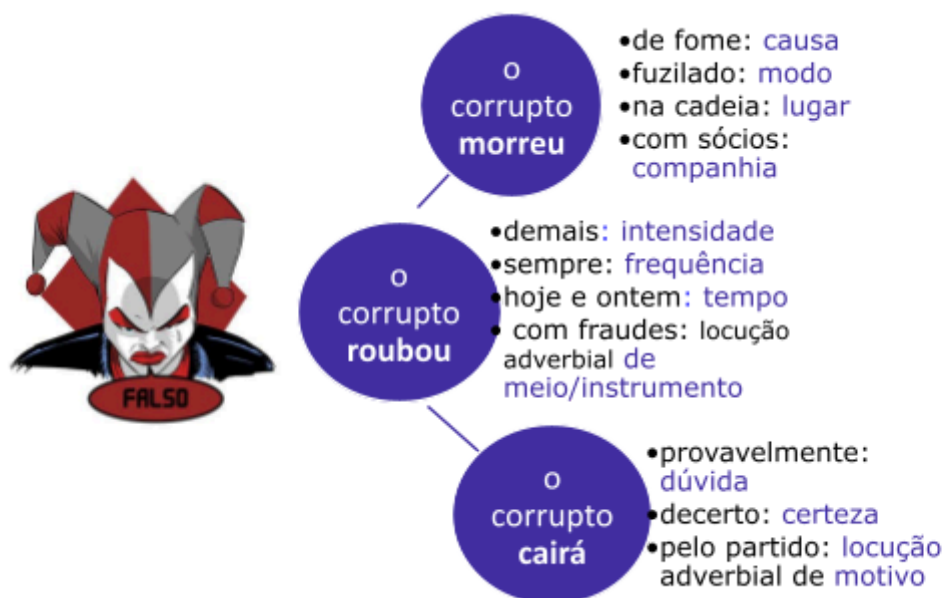 o
corrupto
morreu
•de fome: causa
•fuzilado: modo
•na cadeia: lugar
•com sócios:
companhia
FALSO
o
corrupto
roubou
•demais: intensidade
•sempre: frequência
•hoje e ontem: tempo
• com fraudes: locução
adverbial de
meio/instrumento
o
corrupto
cairá
•provavelmente:
dúvida
•decerto: certeza
•pelo partido: locução
adverbial de motivo